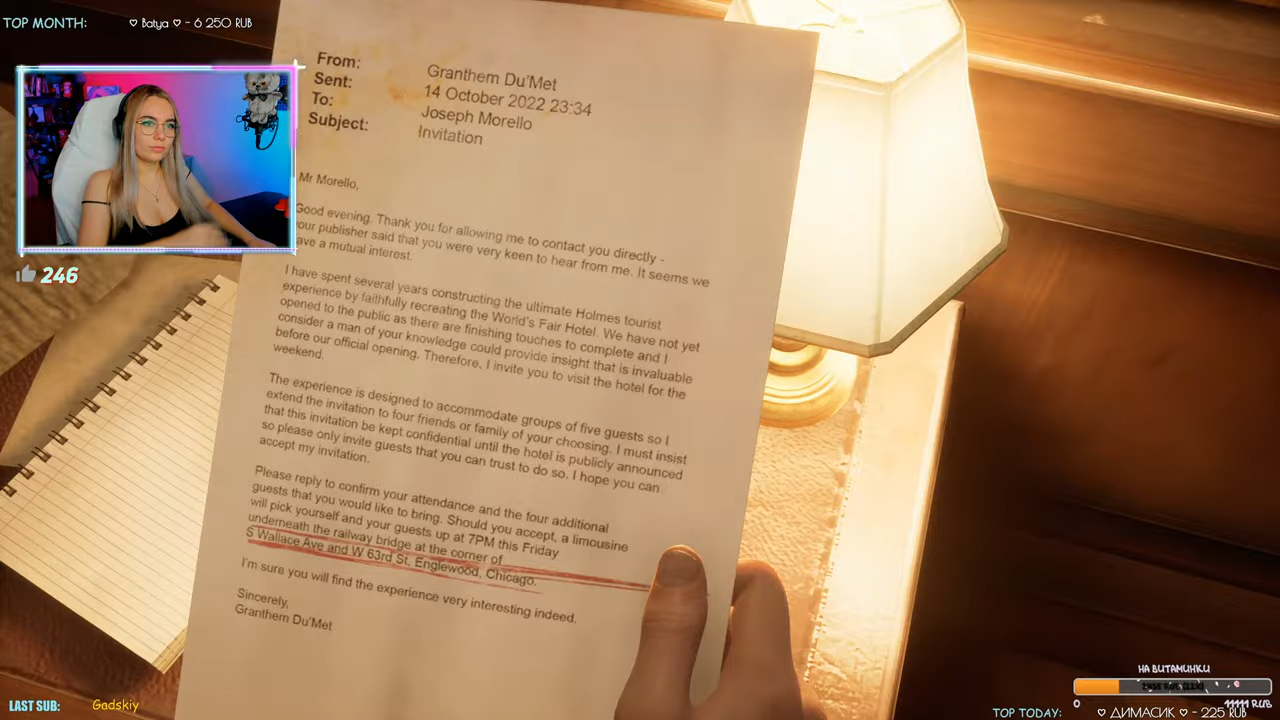 TOP MONTH:
♡ Batya ♡ - 6 250 RUB
246
From:
Granthem Du'Met
Sent:
14 October 2022 23:34
To:
Joseph Morello
Subject:
Invitation
Mr Morello,
Good evening. Thank you for allowing me to contact you directly -
your publisher said that you were very keen to hear from me. It seems we
have a mutual interest.
I have spent several years constructing the ultimate Holmes tourist
experience by faithfully recreating the World's Fair Hotel. We have not yet
opened to the public as there are finishing touches to complete and I
consider a man of your knowledge could provide insight that is invaluable
before our official opening. Therefore, I invite you to visit the hotel for the
weekend.
The experience is designed to accommodate groups of five guests so I
extend the invitation to four friends or family of your choosing. I must insist
that this invitation be kept confidential until the hotel is publicly announced
so please only invite guests that you can trust to do so. I hope you can
accept my invitation.
Please reply to confirm your attendance and the four additional
guests that you would like to bring. Should you accept, a limousine
will pick yourself and your guests up at 7PM this Friday
underneath the railway bridge at the corner of
S Wallace Ave and W 63rd St, Englewood, Chicago.
I'm sure you will find the experience very interesting indeed.
Sincerely,
Granthem Du'Met
LAST SUB:
Gadskiy
НА ВИТАМИНКИ
0
11111 RUB
TOP TODAY:
♡ ДИМАСИК ♡ - 225 RUB